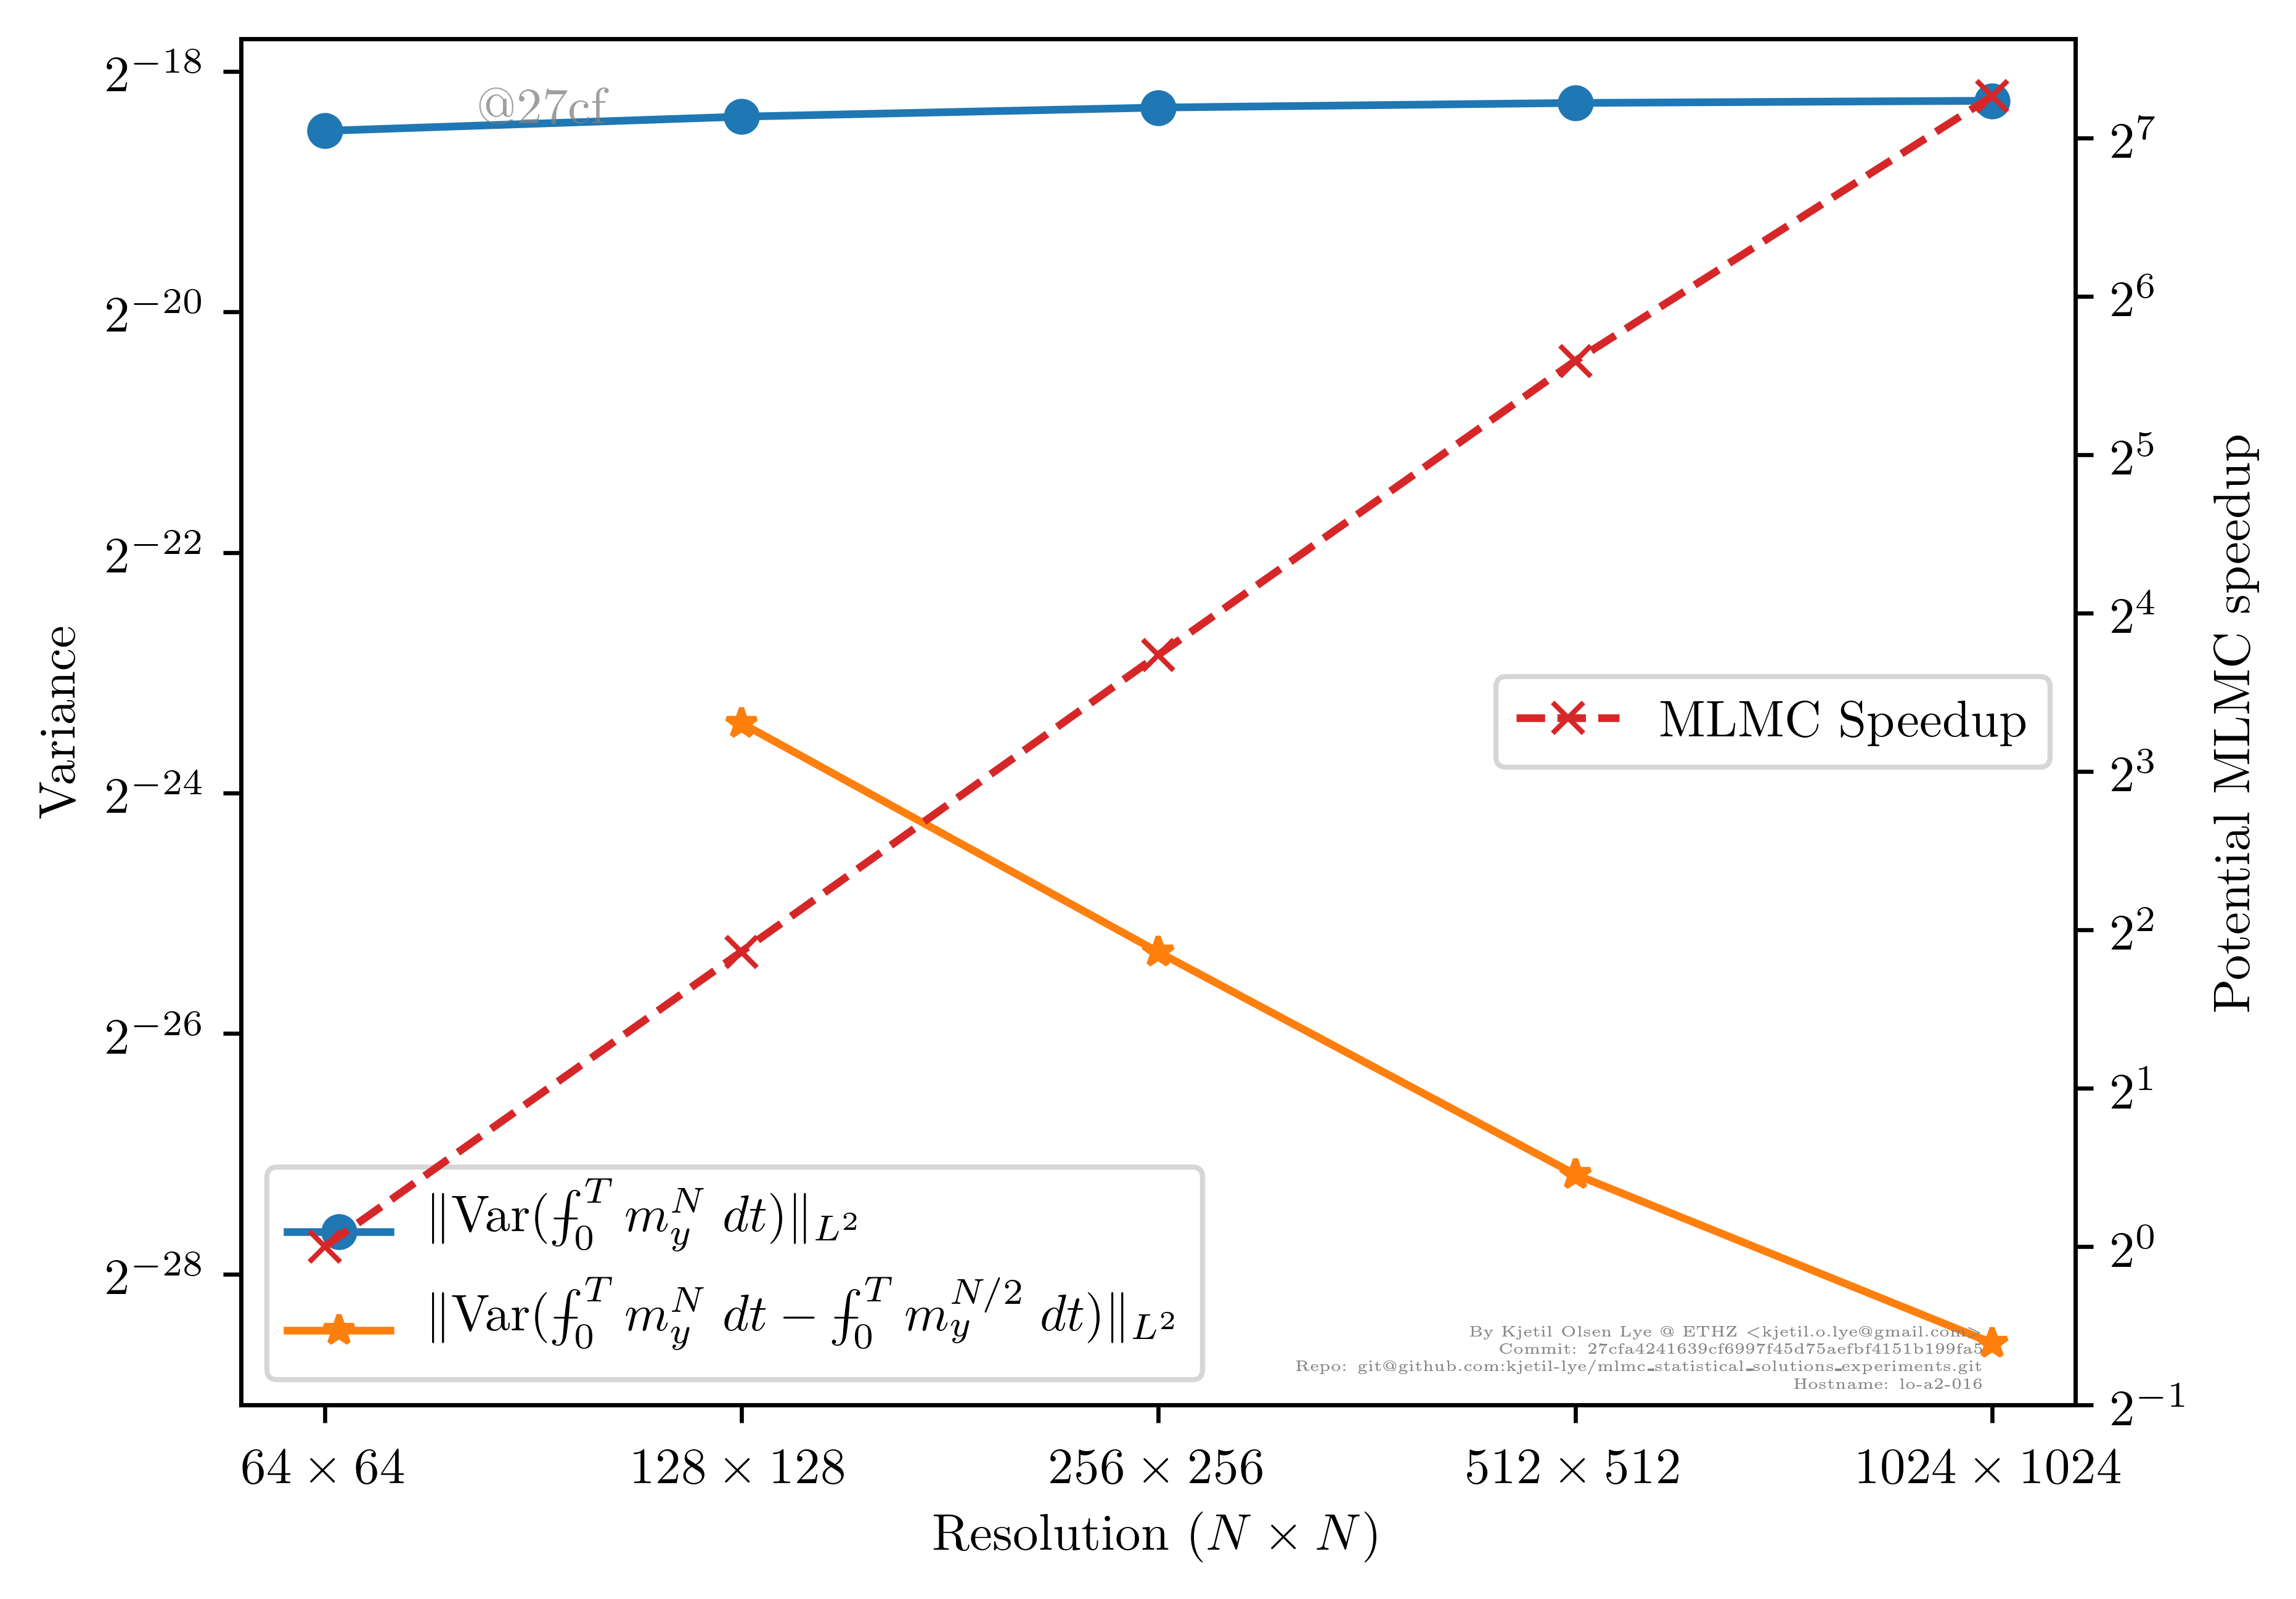 @27cf
2^{-18}
2^{-20}
2^{-22}
2^{-24}
2^{-26}
2^{-28}
Variance
2^7
2^6
2^5
2^4
2^3
2^2
2^1
2^0
2^{-1}
Potential MLMC speedup
MLMC Speedup
‖Var(⨍_0^T m_y^N dt)‖_{L^2}
‖Var(⨍_0^T m_y^N dt − ⨍_0^T m_y^{N/2} dt)‖_{L^2}
By Kjetil Olsen Lye @ ETHZ <kjetil.o.lye@gmail.com>
Commit: 27cfa4241639cf6997f45d75aefbf4151b199fa5
Repo: git@github.com:kjetil-lye/mlmc_statistical_solutions_experiments.git
Hostname: lo-a2-016
64 × 64 128 × 128 256 × 256 512 × 512 1024 × 1024
Resolution (N × N)